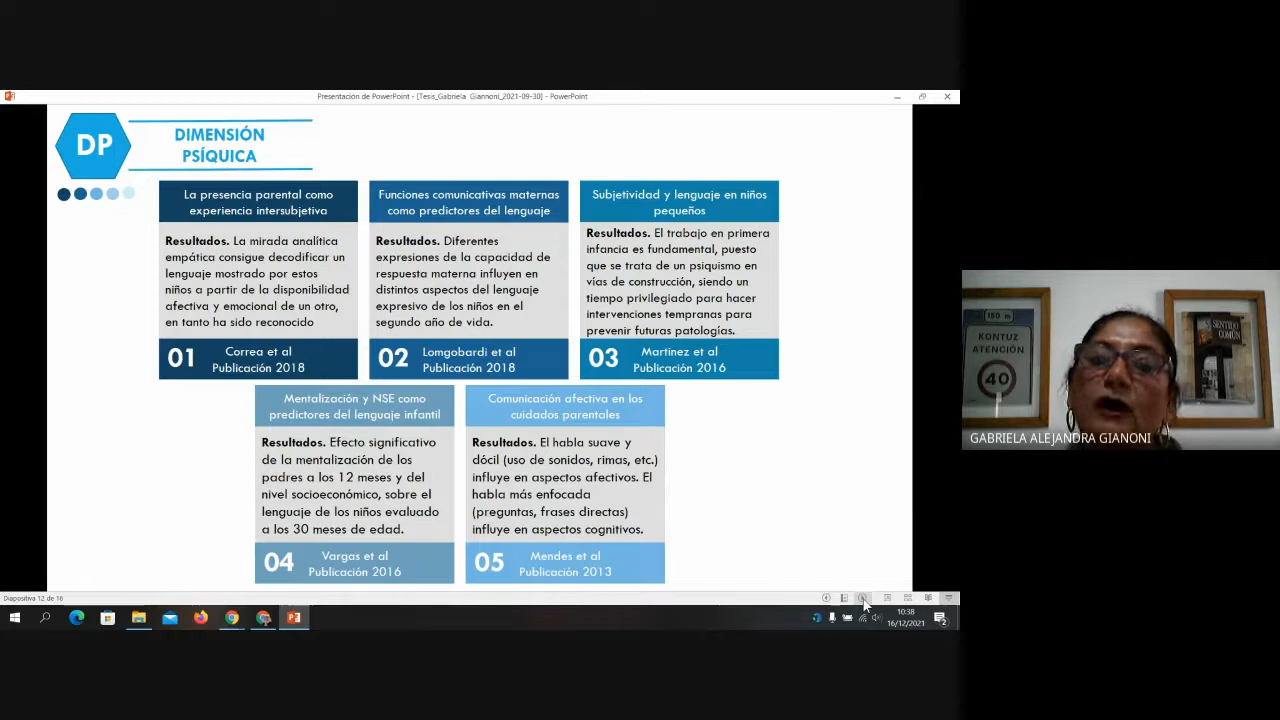 Presentación de PowerPoint - [Tesis_Gabriela Giannoni_2021-09-30] - PowerPoint
DP
DIMENSIÓN
PSÍQUICA
La presencia parental como
experiencia intersubjetiva
Resultados. La mirada analítica
empática consigue decodificar un
lenguaje mostrado por estos
niños a partir de la disponibilidad
afectiva y emocional de un otro,
en tanto ha sido reconocido
01
Correa et al
Publicación 2018
Funciones comunicativas maternas
como predictores del lenguaje
Resultados. Diferentes
expresiones de la capacidad de
respuesta materna influyen en
distintos aspectos del lenguaje
expresivo de los niños en el
segundo año de vida.
02
Lomgobardi et al
Publicación 2018
Subjetividad y lenguaje en niños
pequeños
Resultados. El trabajo en primera
infancia es fundamental, puesto
que se trata de un psiquismo en
vías de construcción, siendo un
tiempo privilegiado para hacer
intervenciones tempranas para
prevenir futuras patologías.
03
Martinez et al
Publicación 2016
Mentalización y NSE como
predictores del lenguaje infantil
Resultados. Efecto significativo
de la mentalización de los
padres a los 12 meses y del
nivel socioeconómico, sobre el
lenguaje de los niños evaluado
a los 30 meses de edad.
04
Vargas et al
Publicación 2016
Comunicación afectiva en los
cuidados parentales
Resultados. El habla suave y
dócil (uso de sonidos, rimas, etc.)
influye en aspectos afectivos. El
habla más enfocada
(preguntas, frases directas)
influye en aspectos cognitivos.
05
Mendes et al
Publicación 2013
Diapositiva 12 de 16
10:38
16/12/2021
2
150 m
KONTUZ
ATENCIÓN
40
SENTIDO
COMÚN
GABRIELA ALEJANDRA GIANONI